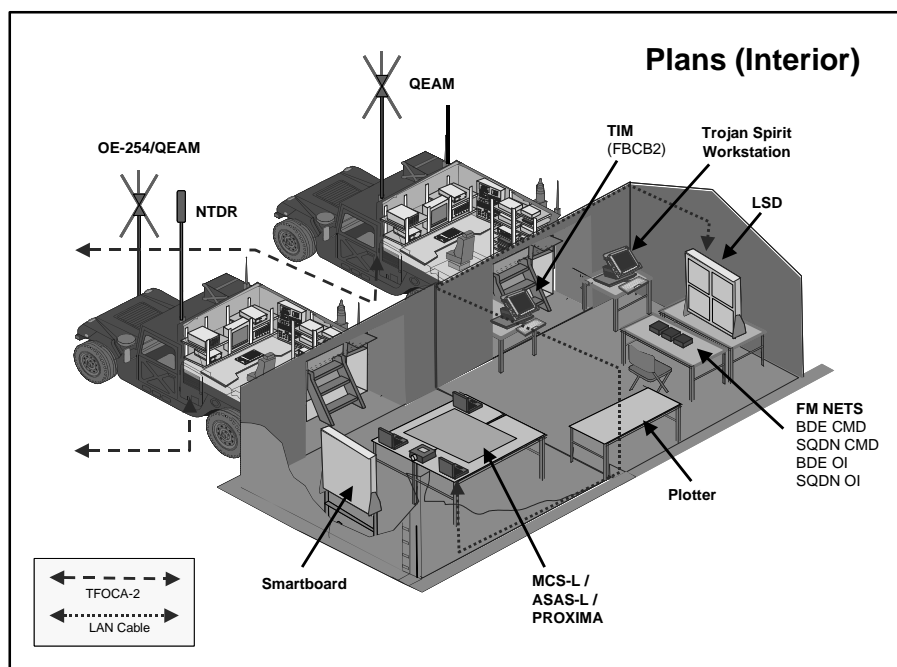 Plans (Interior)
QEAM
OE-254/QEAM
NTDR
TIM
(FBCB2)
Trojan Spirit
Workstation
LSD
FM NETS
BDE CMD
SQDN CMD
BDE OI
SQDN OI
Plotter
Smartboard
MCS-L /
ASAS-L /
PROXIMA
TFOCA-2
LAN Cable